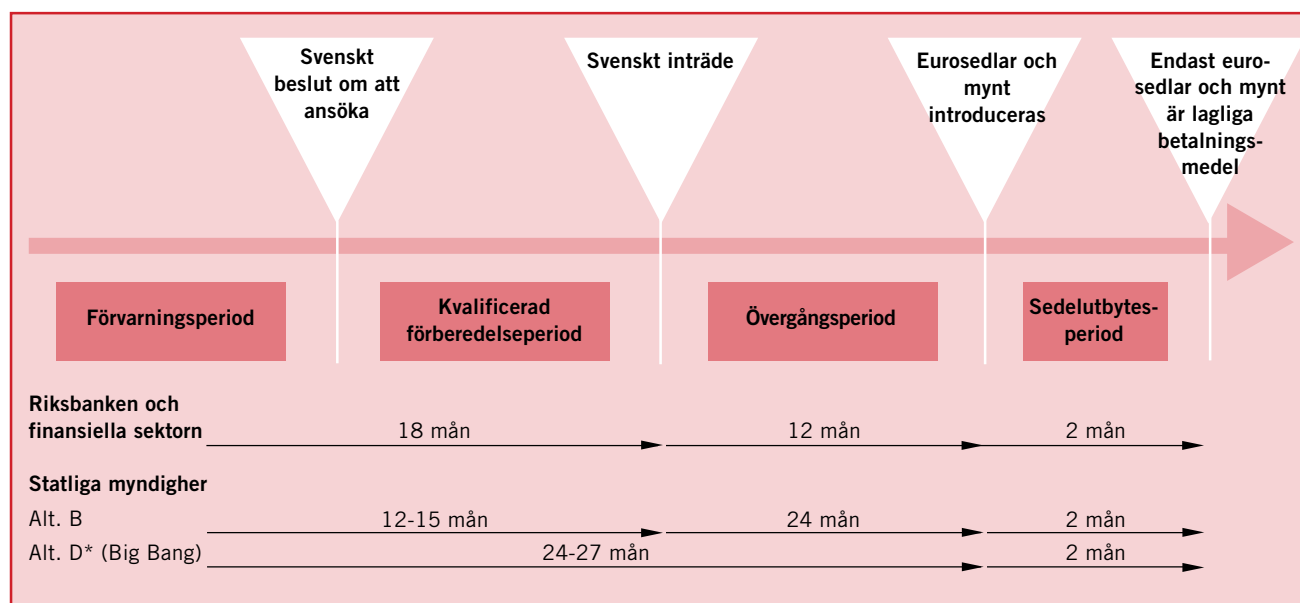 Svenskt
beslut om att
ansöka
Svenskt inträde
Eurosedlar och
mynt
introduceras
Endast euro-
sedlar och mynt
är lagliga
betalnings-
medel
Förvarningsperiod
Kvalificerad
förberedelseperiod
Övergångsperiod
Sedelutbytes-
period
Riksbanken och
finansiella sektorn
18 mån
12 mån
2 mån
Statliga myndigher
Alt. B
12-15 mån
24 mån
2 mån
Alt. D* (Big Bang)
24-27 mån
2 mån